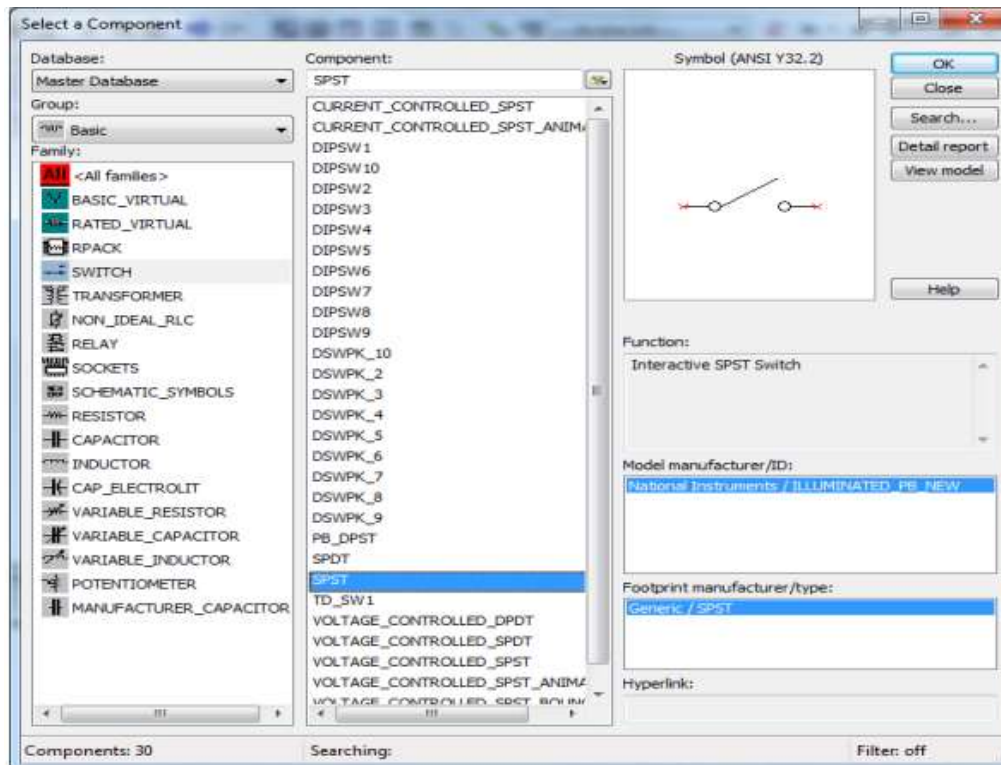 Select a Component
Database:
Master Database
Group:
Basic
Family:
All <All families>
BASIC_VIRTUAL
RATED_VIRTUAL
RPACK
SWITCH
TRANSFORMER
NON_IDEAL_RLC
RELAY
SOCKETS
SCHEMATIC_SYMBOLS
RESISTOR
CAPACITOR
INDUCTOR
CAP_ELECTROLIT
VARIABLE_RESISTOR
VARIABLE_CAPACITOR
VARIABLE_INDUCTOR
POTENTIOMETER
MANUFACTURER_CAPACITOR
Component:
SPST
CURRENT_CONTROLLED_SPST
CURRENT_CONTROLLED_SPST_ANIMA
DIPSW1
DIPSW10
DIPSW2
DIPSW3
DIPSW4
DIPSW5
DIPSW6
DIPSW7
DIPSW8
DIPSW9
DSWPK_10
DSWPK_2
DSWPK_3
DSWPK_4
DSWPK_5
DSWPK_6
DSWPK_7
DSWPK_8
DSWPK_9
PB_DPST
SPDT
SPST
TD_SW1
VOLTAGE_CONTROLLED_DPDT
VOLTAGE_CONTROLLED_SPDT
VOLTAGE_CONTROLLED_SPST
VOLTAGE_CONTROLLED_SPST_ANIMA
VOLTAGE_CONTROLLED_SPST_BOUN
Symbol (ANSI Y32.2)
OK
Close
Search...
Detail report
View model
Help
Function:
Interactive SPST Switch
Model manufacturer/ID:
National Instruments / ILLUMINATED_PB_NEW
Footprint manufacturer/type:
Generic / SPST
Hyperlink:
Components: 30
Searching:
Filter: off